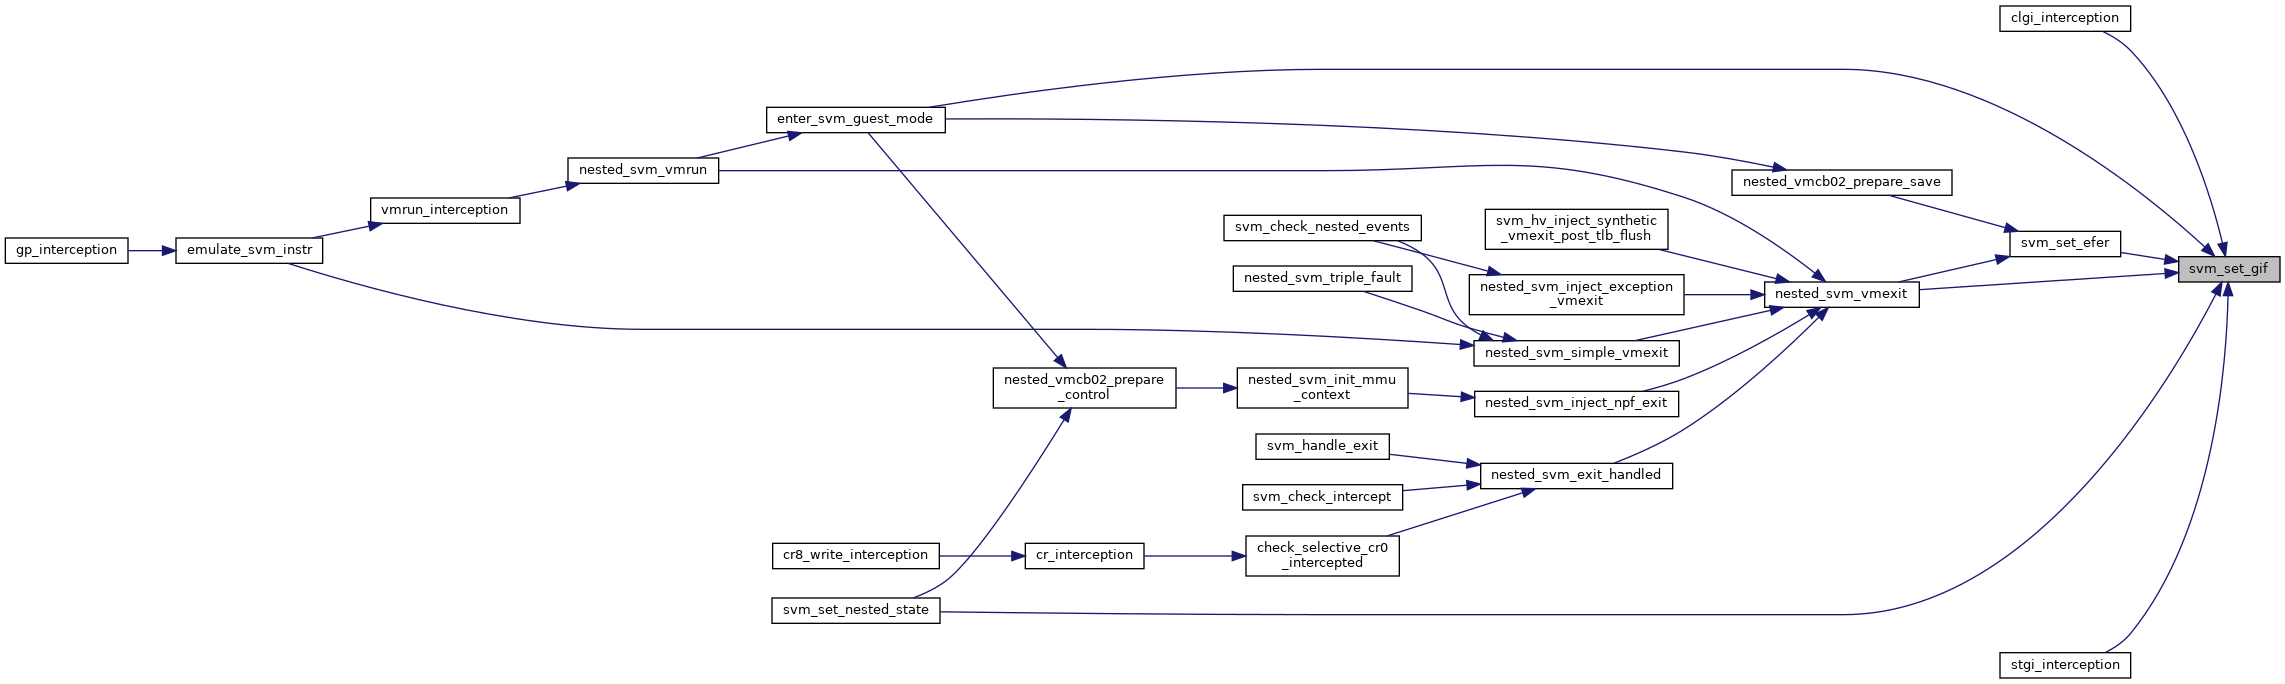 clgi_interception
enter_svm_guest_mode
nested_svm_vmrun
nested_vmcb02_prepare_save
vmrun_interception
svm_hv_inject_synthetic
_vmexit_post_tlb_flush
svm_check_nested_events
svm_set_efer
gp_interception
emulate_svm_instr
svm_set_gif
nested_svm_triple_fault
nested_svm_inject_exception
_vmexit
nested_svm_vmexit
nested_svm_simple_vmexit
nested_vmcb02_prepare
_control
nested_svm_init_mmu
_context
nested_svm_inject_npf_exit
svm_handle_exit
nested_svm_exit_handled
svm_check_intercept
cr8_write_interception
cr_interception
check_selective_cr0
_intercepted
svm_set_nested_state
stgi_interception